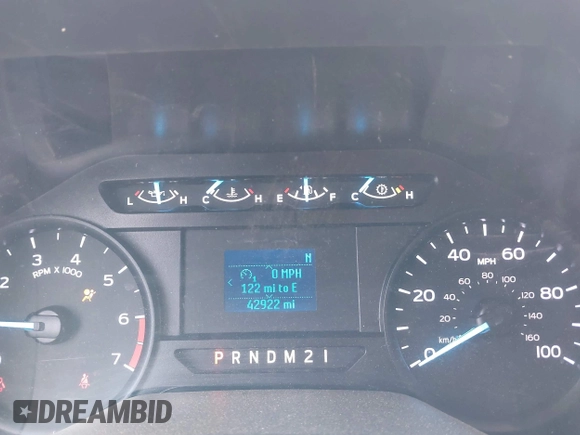 L H C H E F C H
2 3 4 5 6 7
RPM X 1000
N
1 0 MPH
122 mi to E
42922 mi
P R N D M 2 1
0 20 40 60 80 100
MPH
20 40 60 80 100 120 140 160
km/h
DREAMBID